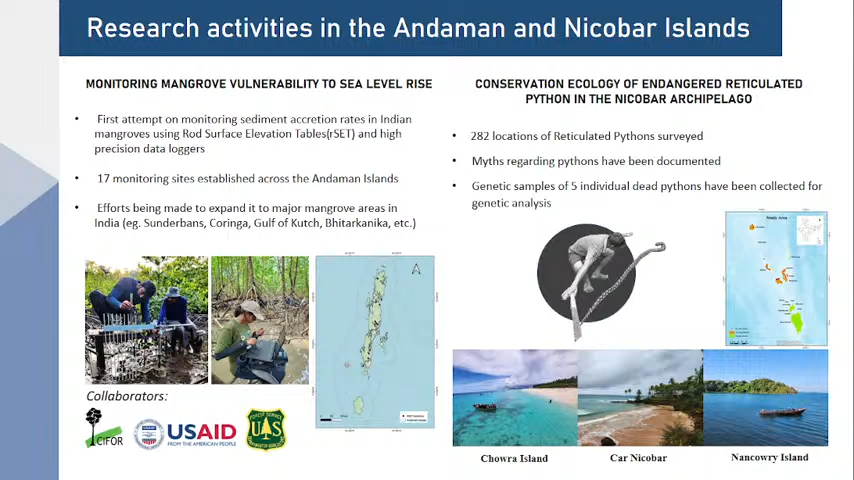 Research activities in the Andaman and Nicobar Islands
MONITORING MANGROVE VULNERABILITY TO SEA LEVEL RISE
• First attempt on monitoring sediment accretion rates in Indian
mangroves using Rod Surface Elevation Tables(rSET) and high
precision data loggers
• 17 monitoring sites established across the Andaman Islands
• Efforts being made to expand it to major mangrove areas in
India (eg. Sunderbans, Coringa, Gulf of Kutch, Bhitarkanika, etc.)
Collaborators:
CIFOR
USAID
FROM THE AMERICAN PEOPLE
FOREST SERVICE
U S
CONSERVATION ECOLOGY OF ENDANGERED RETICULATED
PYTHON IN THE NICOBAR ARCHIPELAGO
• 282 locations of Reticulated Pythons surveyed
• Myths regarding pythons have been documented
• Genetic samples of 5 individual dead pythons have been collected for
genetic analysis
Study Area
Chowra Island
Car Nicobar
Nancowry Island